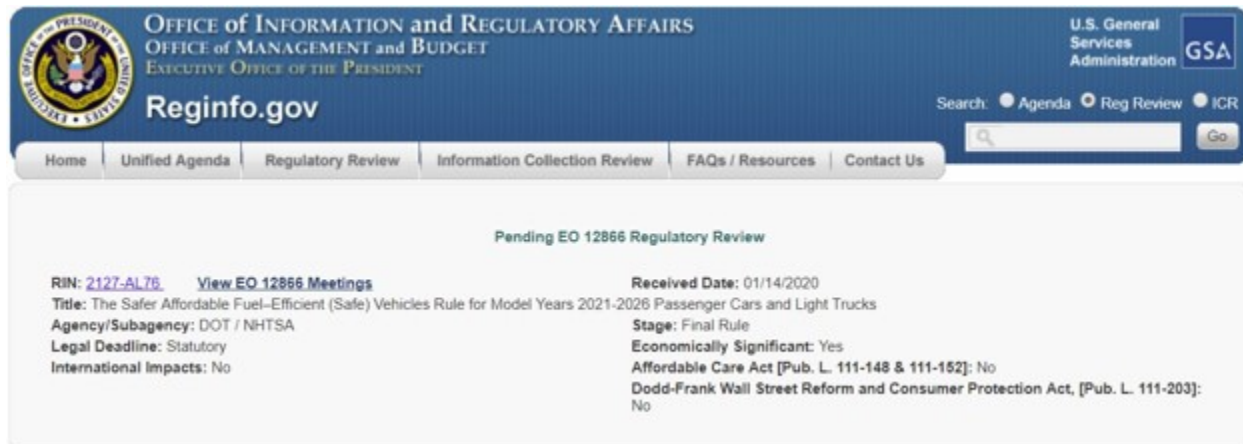 OFFICE of INFORMATION and REGULATORY AFFAIRS
OFFICE of MANAGEMENT and BUDGET
EXECUTIVE OFFICE OF THE PRESIDENT
Reginfo.gov
U.S. General
Services
Administration
GSA
Search: Agenda Reg Review ICR
Go
Home Unified Agenda Regulatory Review Information Collection Review FAQs / Resources Contact Us
Pending EO 12866 Regulatory Review
RIN: 2127-AL76 View EO 12866 Meetings Received Date: 01/14/2020
Title: The Safer Affordable Fuel–Efficient (Safe) Vehicles Rule for Model Years 2021-2026 Passenger Cars and Light Trucks
Agency/Subagency: DOT / NHTSA Stage: Final Rule
Legal Deadline: Statutory Economically Significant: Yes
International Impacts: No Affordable Care Act [Pub. L. 111-148 & 111-152]: No
Dodd-Frank Wall Street Reform and Consumer Protection Act, [Pub. L. 111-203]:
No